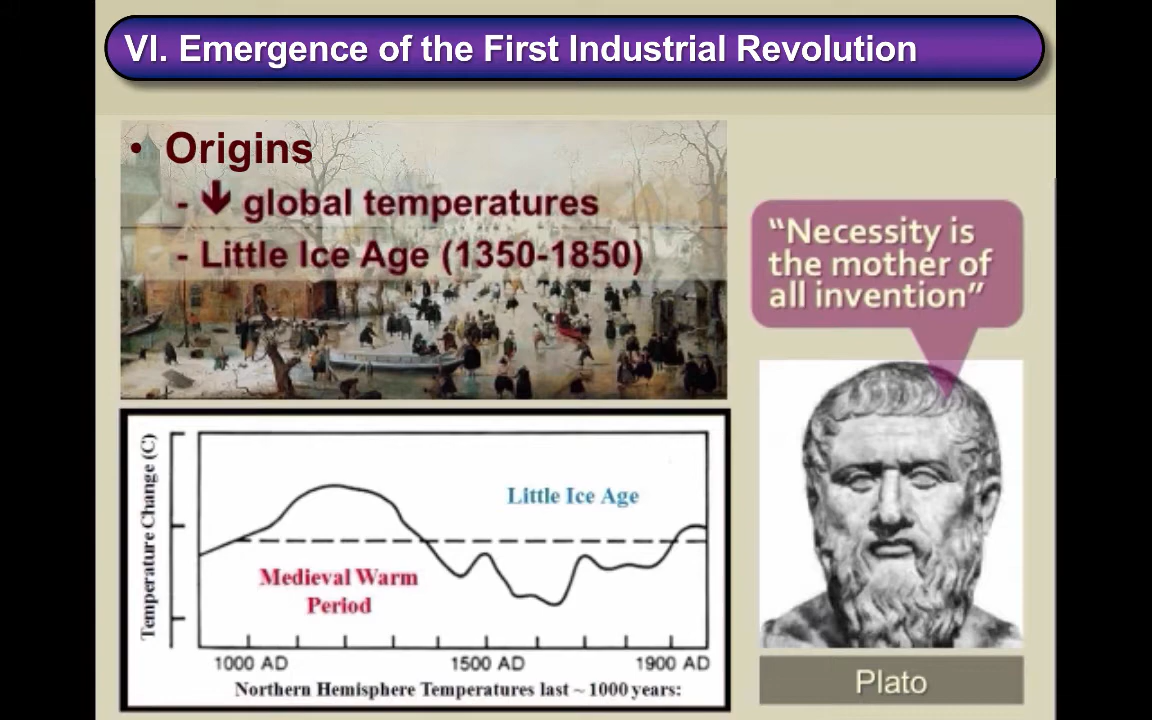 VI. Emergence of the First Industrial Revolution
• Origins
- 🡻 global temperatures
- Little Ice Age (1350-1850)
“Necessity is
the mother of
all invention”
Plato
Temperature Change (C)
Little Ice Age
Medieval Warm
Period
1000 AD 1500 AD 1900 AD
Northern Hemisphere Temperatures last ~ 1000 years: